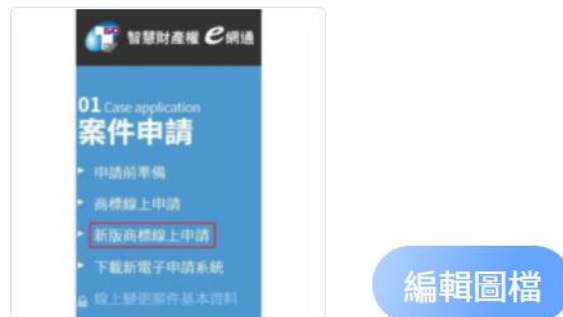 智慧財產權e網通
01 Case application
案件申請
申請前準備
商標線上申請
新版商標線上申請
下載新電子申請系統
線上變更案件基本資料
編輯圖檔